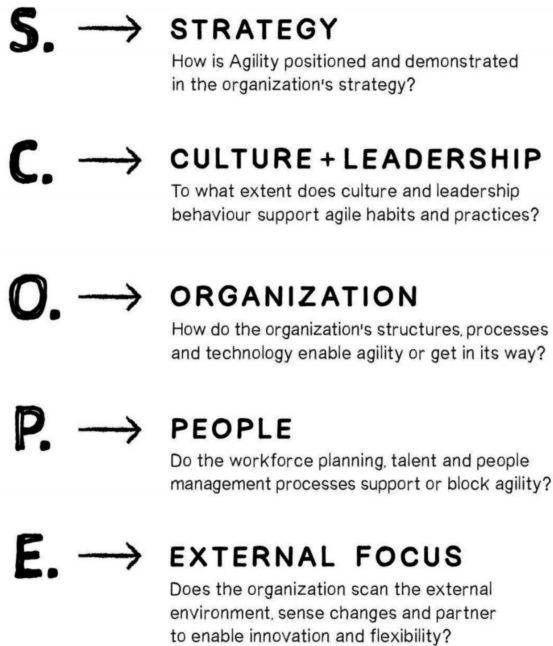 S. → STRATEGY
How is Agility positioned and demonstrated
in the organization's strategy?
C. → CULTURE + LEADERSHIP
To what extent does culture and leadership
behaviour support agile habits and practices?
O. → ORGANIZATION
How do the organization's structures, processes
and technology enable agility or get in its way?
P. → PEOPLE
Do the workforce planning, talent and people
management processes support or block agility?
E. → EXTERNAL FOCUS
Does the organization scan the external
environment, sense changes and partner
to enable innovation and flexibility?